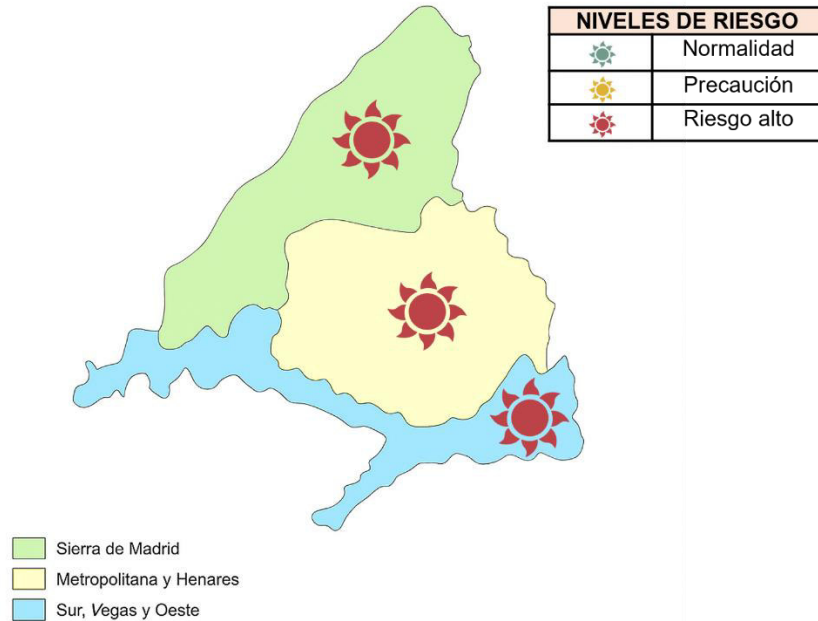 NIVELES DE RIESGO
Normalidad
Precaución
Riesgo alto
Sierra de Madrid
Metropolitana y Henares
Sur, Vegas y Oeste